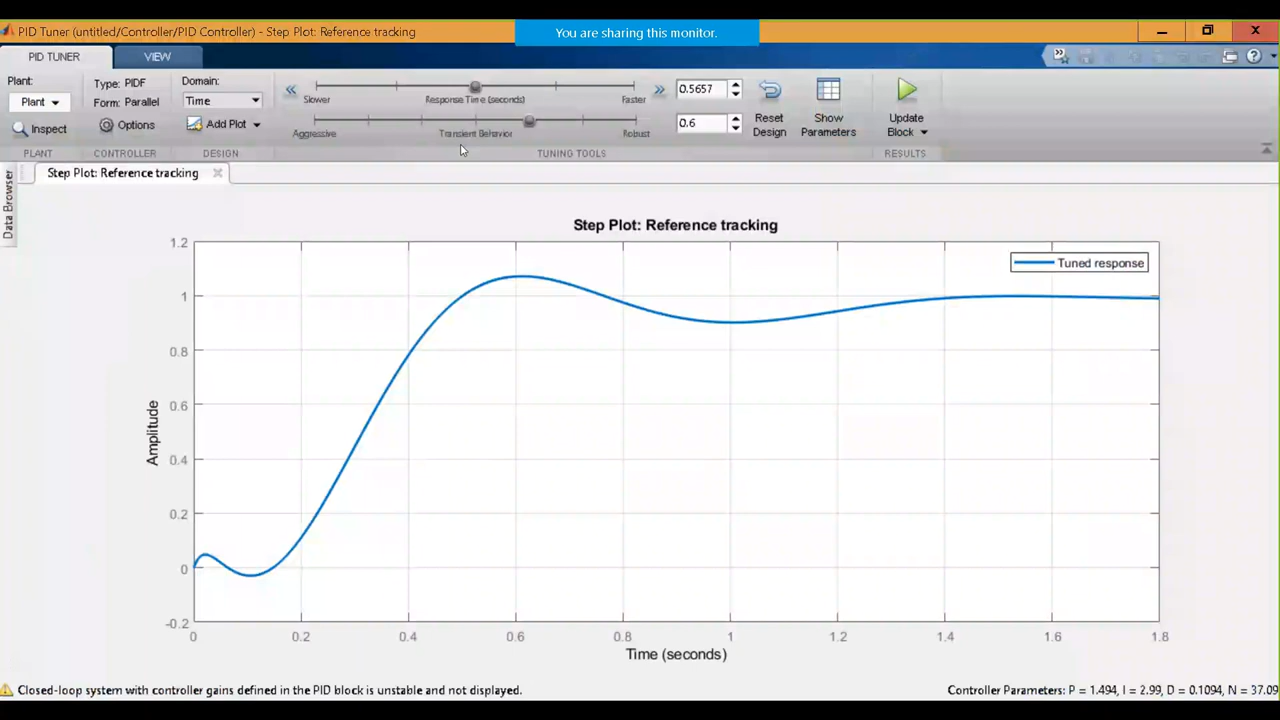 PID Tuner (untitled/Controller/PID Controller) - Step Plot: Reference tracking
You are sharing this monitor.
PID TUNER
VIEW
Plant:
Plant
Inspect
PLANT
Type: PIDF
Form: Parallel
Options
CONTROLLER
Domain:
Time
Add Plot
DESIGN
Slower
Response Time (seconds)
Faster
0.5657
Aggressive
Transient Behavior
Robust
0.6
Reset
Design
Show
Parameters
TUNING TOOLS
Update
Block
RESULTS
Data Browser
Step Plot: Reference tracking
Step Plot: Reference tracking
Tuned response
Amplitude
1.2
1
0.8
0.6
0.4
0.2
0
-0.2
0
0.2
0.4
0.6
0.8
1
1.2
1.4
1.6
1.8
Time (seconds)
Closed-loop system with controller gains defined in the PID block is unstable and not displayed.
Controller Parameters: P = 1.494, I = 2.99, D = 0.1094, N = 37.09